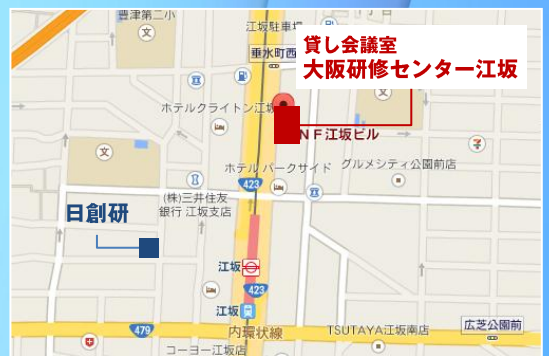 豊津第二小
文
江坂駐車場
垂水町西
貸し会議室
大阪研修センター江坂
文
ホテルクライトン江坂
NF江坂ビル
文
ホテル パークサイド
グルメシティ公園前店
423
(株)三井住友
銀行 江坂支店
日創研
江坂
423
江坂
479
内環状線
TSUTAYA江坂南店
広芝公園前
コーヨー江坂店